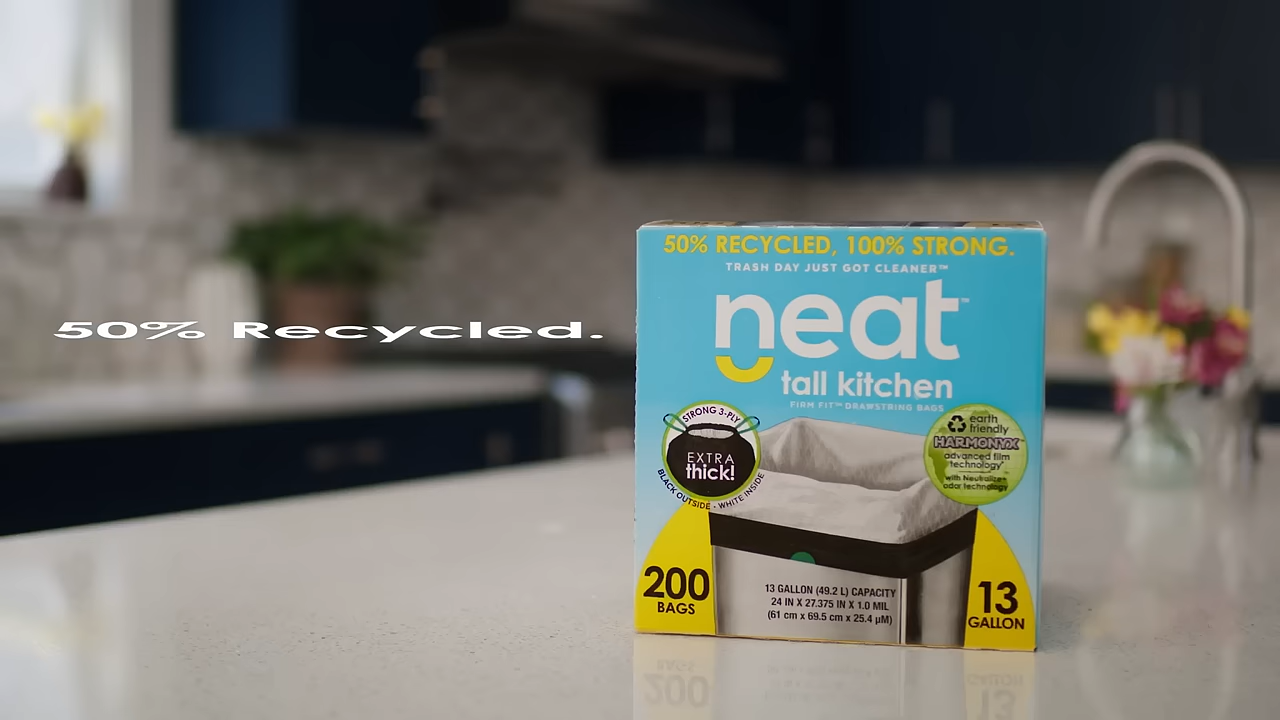 50% Recycled.
50% RECYCLED, 100% STRONG.
TRASH DAY JUST GOT CLEANER™
neat™
tall kitchen
FIRM FIT™ DRAWSTRING BAGS
STRONG 3-PLY
EXTRA
thick!
BLACK OUTSIDE - WHITE INSIDE
earth
friendly
HARMONYX™
advanced film
technology+
with Neutralize+
odor technology
200
BAGS
13 GALLON (49.2 L) CAPACITY
24 IN X 27.375 IN X 1.0 MIL
(61 cm x 69.5 cm x 25.4 µM)
13
GALLON